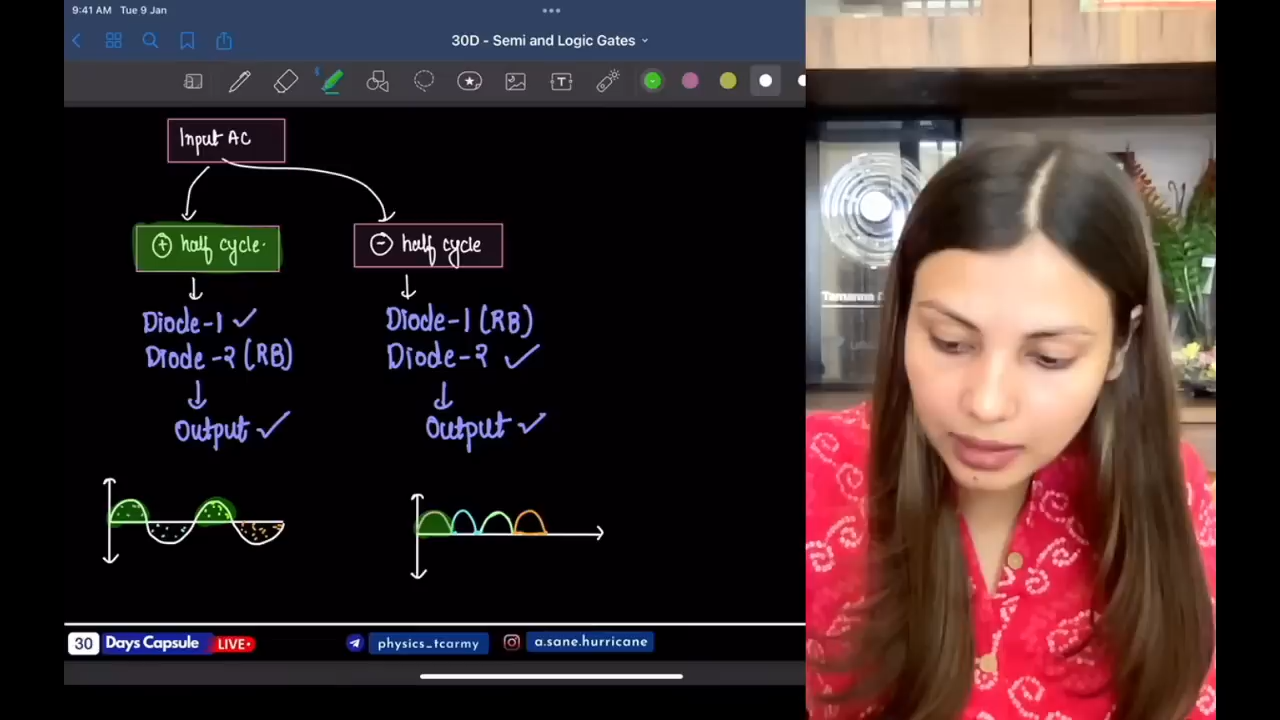 9:41 AM Tue 9 Jan
30D - Semi and Logic Gates
T
Input AC
+ half cycle.
- half cycle
Diode-1 ✓
Diode-1 (RB)
Diode-2 (RB)
Diode-2 ✓
Output ✓
Output ✓
30 Days Capsule LIVE
physics_tcarmy
a.sane.hurricane